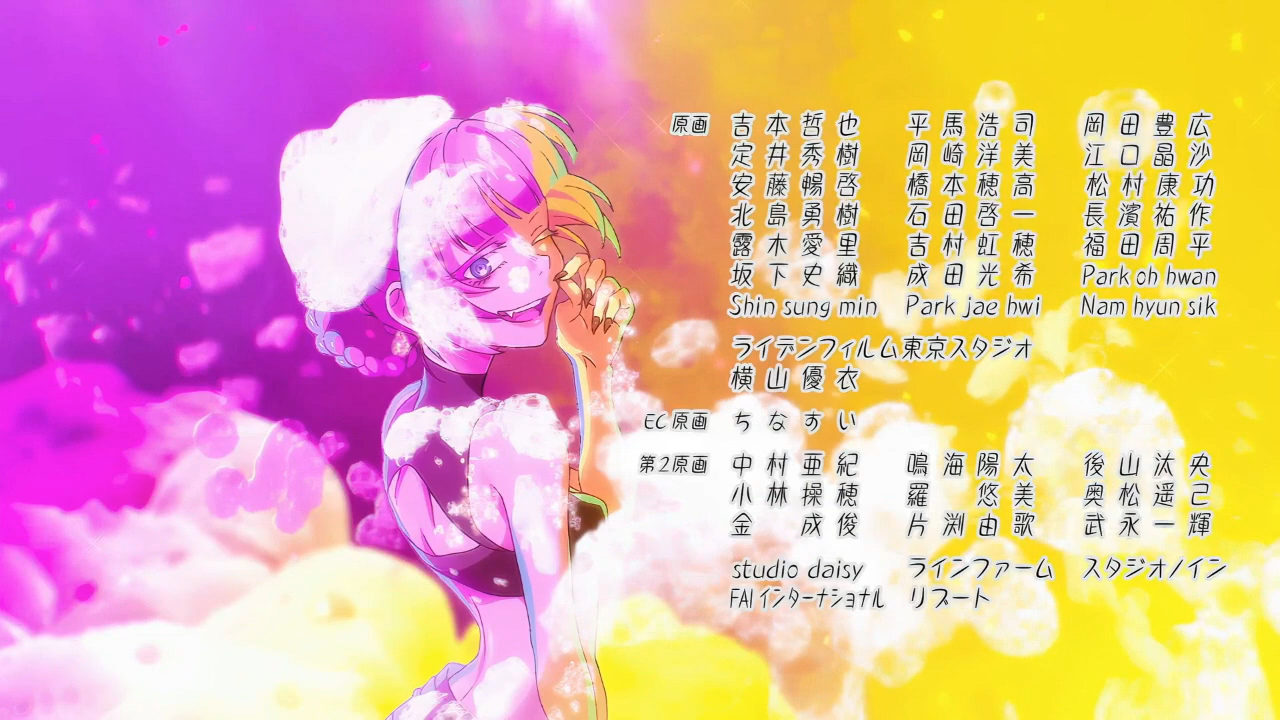 原画 吉本哲也 平馬浩司 岡田豊広
定井秀樹 岡崎洋美 江口晶沙
安藤暢啓 橋本穂高 松村康功
北島勇樹 石田啓一 長濱祐作
露木愛里 吉村虹穂 福田周平
坂下史織 成田光希 Park oh hwan
Shin sung min Park jae hwi Nam hyun sik
ライデンフィルム東京スタジオ
横山優衣
EC原画 ちなすい
第2原画 中村亜紀 鳴海陽太 後山汰央
小林操穂 羅悠美 奥松遥己
金成俊 片渕由歌 武永一輝
studio daisy ラインファーム スタジオノイン
FAIインターナショナル リブート